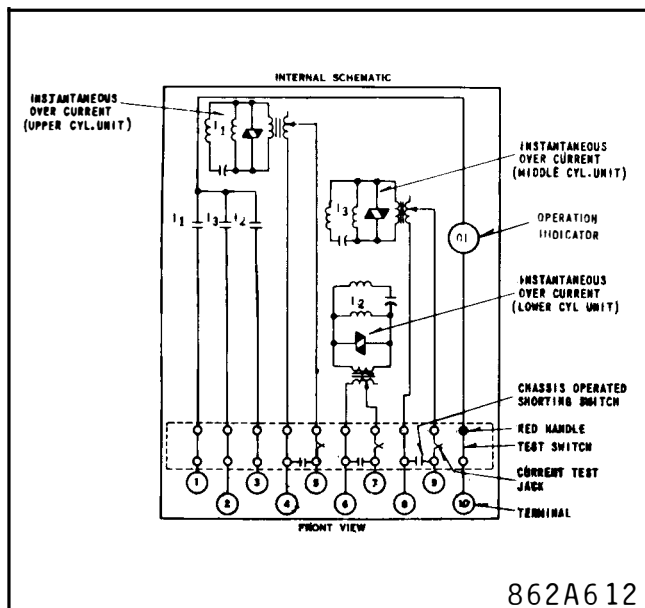 INTERNAL SCHEMATIC
INSTANTANEOUS
OVER CURRENT
(UPPER CYL.UNIT)
I1
INSTANTANEOUS
OVER CURRENT
(MIDDLE CYL.UNIT)
I3
I1
I3
I2
OI
OPERATION
INDICATOR
INSTANTANEOUS
OVER CURRENT
(LOWER CYL UNIT)
I2
CHASSIS OPERATED
SHORTING SWITCH
RED HANDLE
TEST SWITCH
CURRENT TEST
JACK
TERMINAL
1
2
3
4
5
6
7
8
9
10
FRONT VIEW
862A612